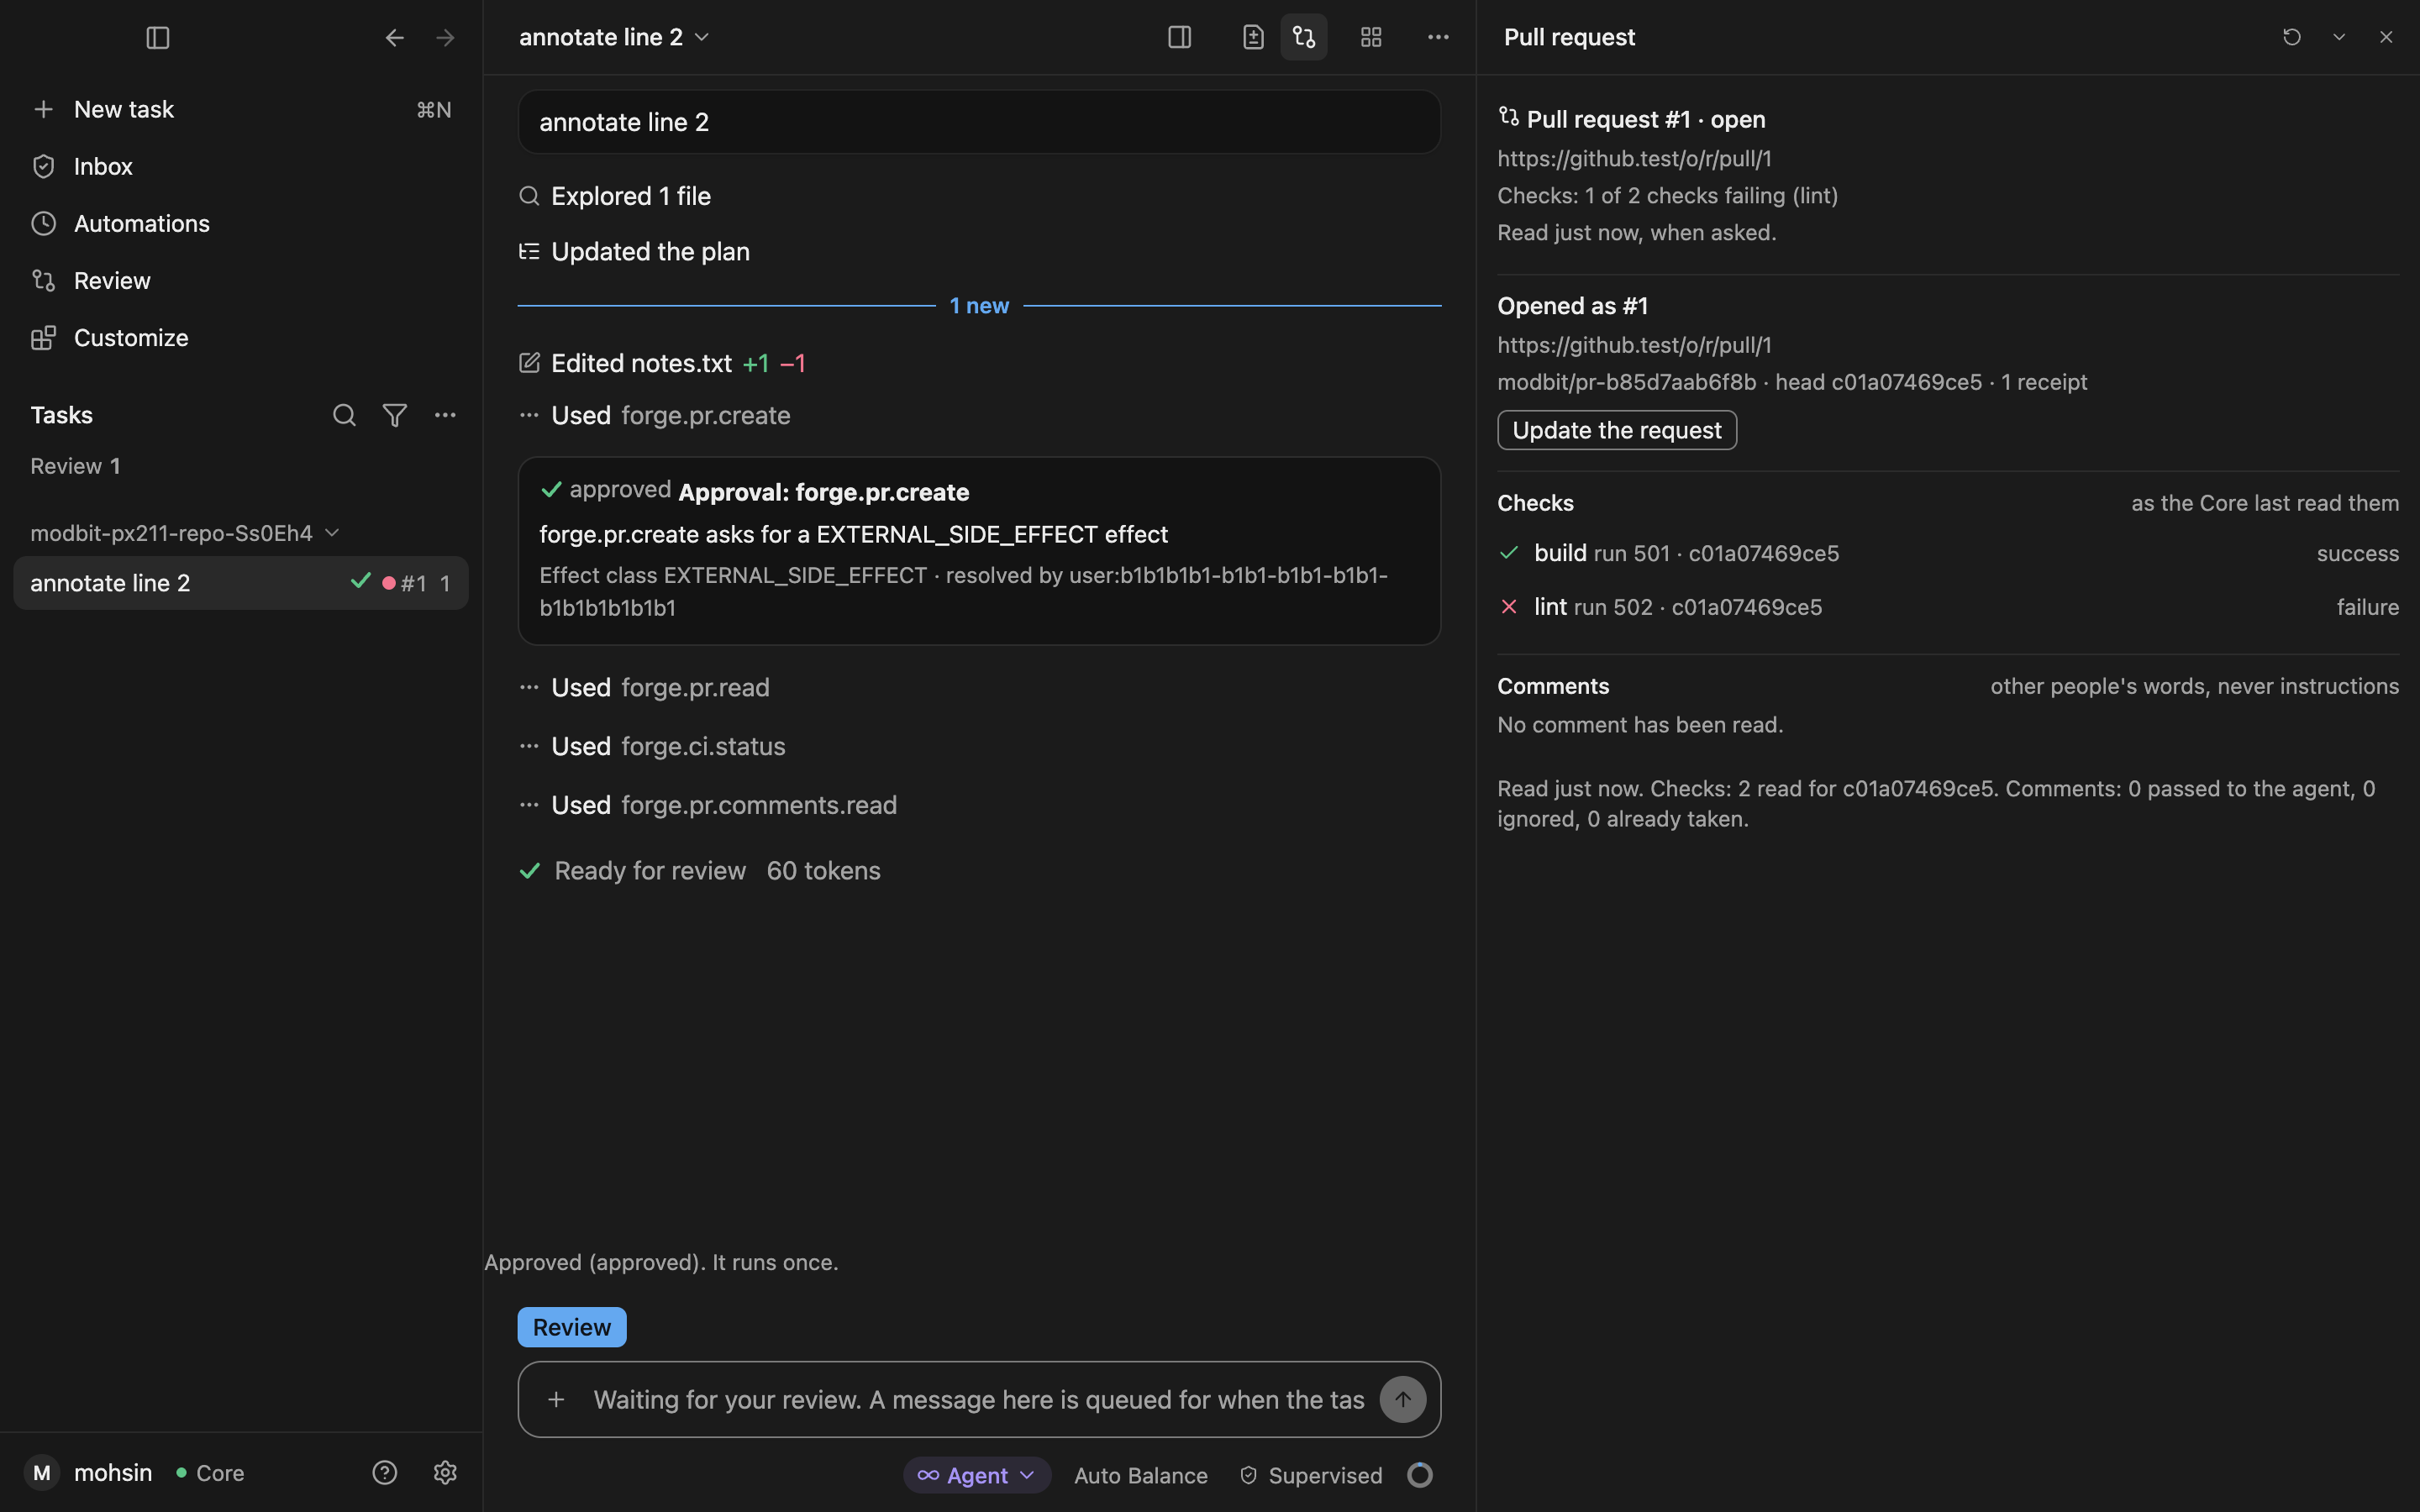 New task ⌘N
Inbox
Automations
Review
Customize
Tasks
Review 1
modbit-px211-repo-Ss0Eh4
annotate line 2 #1 1
M mohsin Core
annotate line 2
annotate line 2
Explored 1 file
Updated the plan
1 new
Edited notes.txt +1 −1
Used forge.pr.create
approved Approval: forge.pr.create
forge.pr.create asks for a EXTERNAL_SIDE_EFFECT effect
Effect class EXTERNAL_SIDE_EFFECT · resolved by user:b1b1b1b1-b1b1-b1b1-b1b1-
b1b1b1b1b1b1
Used forge.pr.read
Used forge.ci.status
Used forge.pr.comments.read
Ready for review 60 tokens
Approved (approved). It runs once.
Review
Waiting for your review. A message here is queued for when the tas
Agent Auto Balance Supervised
Pull request
Pull request #1 · open
https://github.test/o/r/pull/1
Checks: 1 of 2 checks failing (lint)
Read just now, when asked.
Opened as #1
https://github.test/o/r/pull/1
modbit/pr-b85d7aab6f8b · head c01a07469ce5 · 1 receipt
Update the request
Checks as the Core last read them
build run 501 · c01a07469ce5 success
lint run 502 · c01a07469ce5 failure
Comments other people's words, never instructions
No comment has been read.
Read just now. Checks: 2 read for c01a07469ce5. Comments: 0 passed to the agent, 0
ignored, 0 already taken.